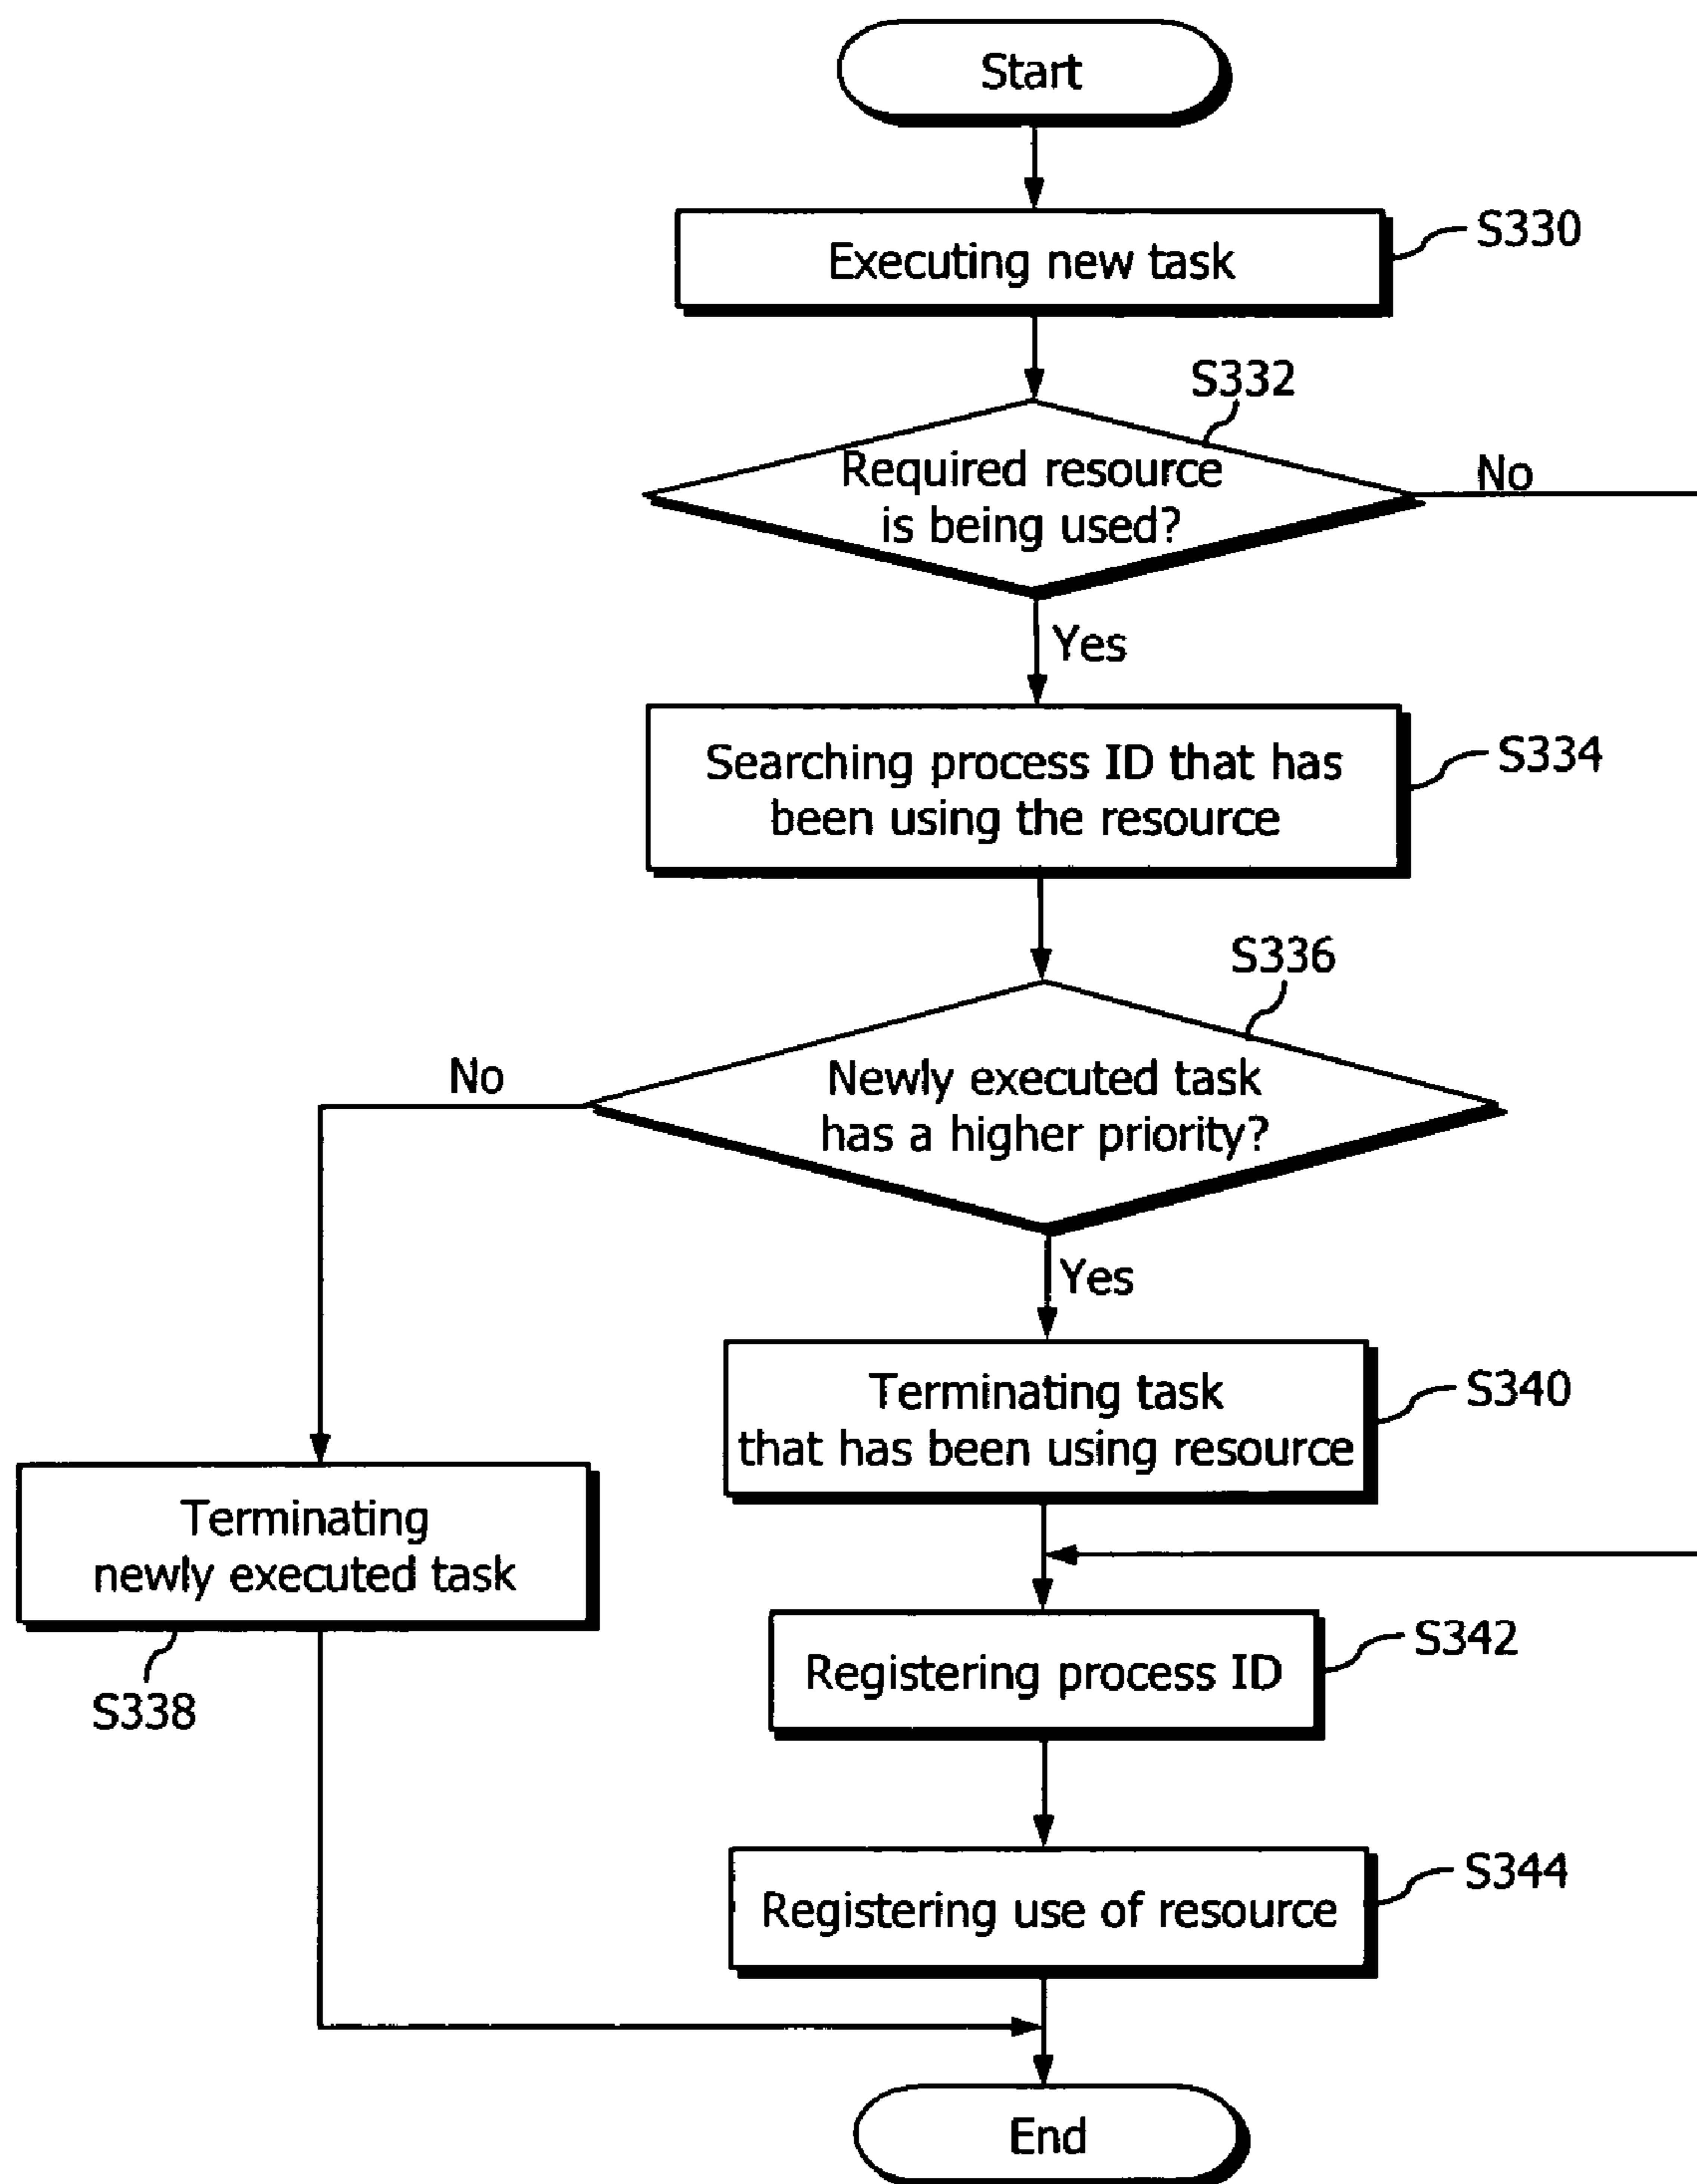 Start
Executing new task
S330
S332
Required resource
is being used?
No
Yes
Searching process ID that has
been using the resource
S334
S336
Newly executed task
has a higher priority?
No
Yes
Terminating task
that has been using resource
S340
Terminating
newly executed task
S338
Registering process ID
S342
Registering use of resource
S344
End